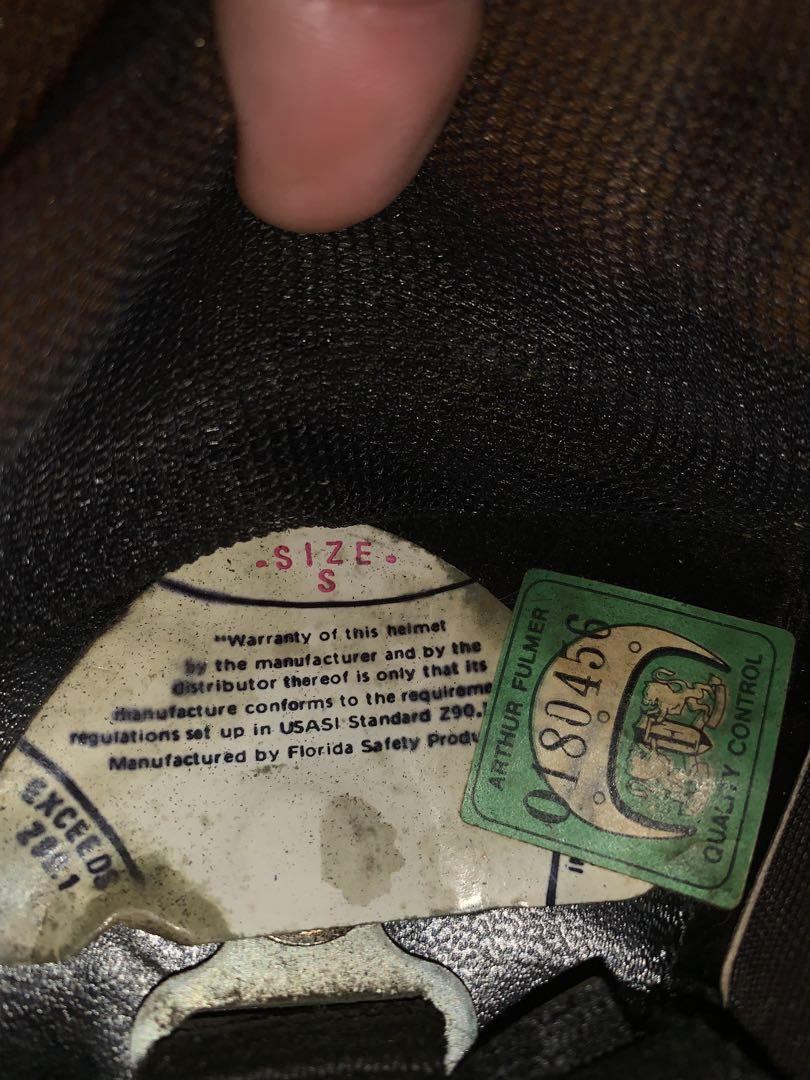 -SIZE-
S
"Warranty of this helmet
by the manufacturer and by the
distributor thereof is only that its
manufacture conforms to the requireme
regulations set up in USASI Standard Z90.
Manufactured by Florida Safety Produ
EXCEEDS
Z90.1
in
ARTHUR FULMER
0180456
QUALITY CONTROL